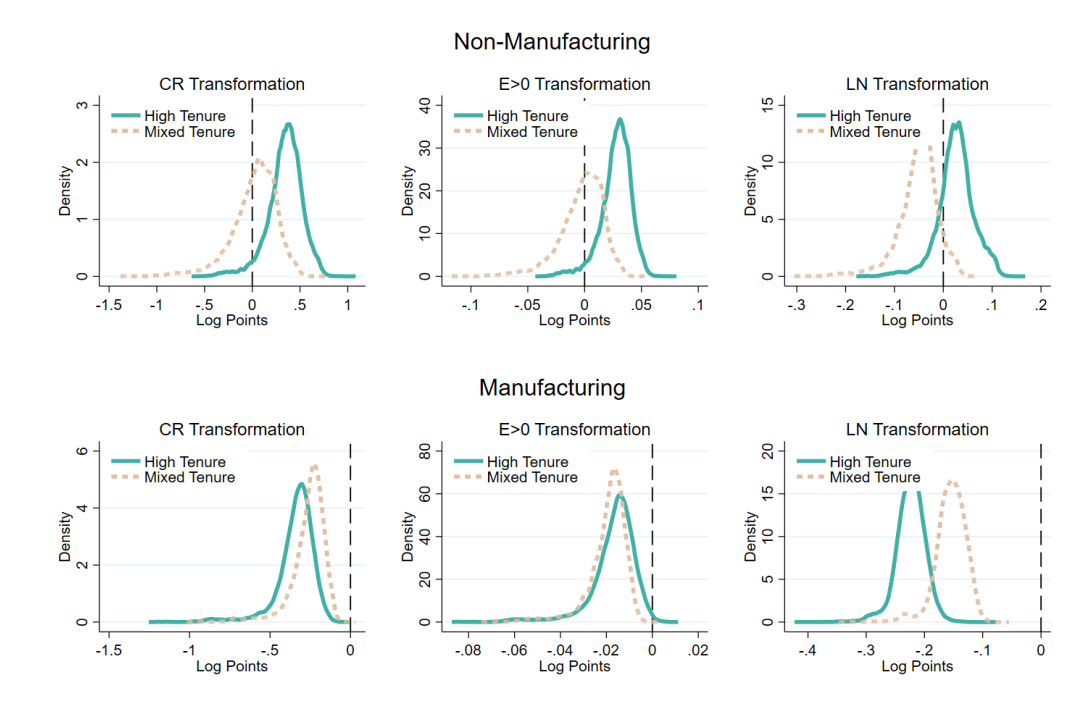 Non-Manufacturing
CR Transformation
E>0 Transformation
LN Transformation
High Tenure
Mixed Tenure
Density
0 1 2 3
-1.5 -1 -.5 0 .5 1
Log Points
High Tenure
Mixed Tenure
Density
0 10 20 30 40
-.1 -.05 0 .05 .1
Log Points
High Tenure
Mixed Tenure
Density
0 5 10 15
-.3 -.2 -.1 0 .1 .2
Log Points
Manufacturing
CR Transformation
E>0 Transformation
LN Transformation
High Tenure
Mixed Tenure
Density
0 2 4 6
-1.5 -1 -.5 0
Log Points
High Tenure
Mixed Tenure
Density
0 20 40 60 80
-.08 -.06 -.04 -.02 0 .02
Log Points
High Tenure
Mixed Tenure
Density
0 5 10 15 20
-.4 -.3 -.2 -.1 0
Log Points